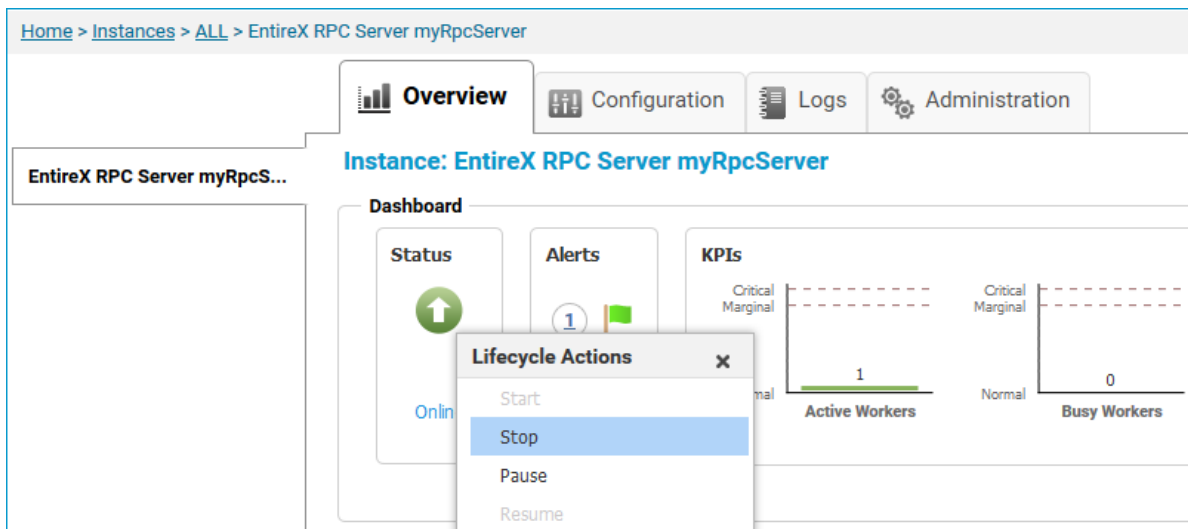 Home > Instances > ALL > EntireX RPC Server myRpcServer
Overview
Configuration
Logs
Administration
EntireX RPC Server myRpcS...
Instance: EntireX RPC Server myRpcServer
Dashboard
Status
Alerts
KPIs
1
Onlin
Critical
Marginal
mal
1
Active Workers
Critical
Marginal
Normal
0
Busy Workers
Lifecycle Actions
Start
Stop
Pause
Resume